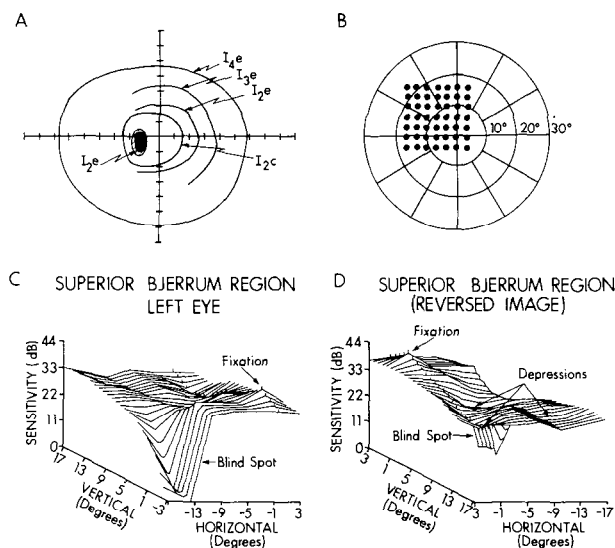 A
B
I4e
I3e
I2e
I2e
I2c
10° 20° 30°
C SUPERIOR BJERRUM REGION
LEFT EYE
D SUPERIOR BJERRUM REGION
(REVERSED IMAGE)
SENSITIVITY (dB)
44
33
22
11
0
Fixation
Blind Spot
17 13 9 5 1 -3
VERTICAL
(Degrees)
-13 -9 -5 -1 3
HORIZONTAL
(Degrees)
SENSITIVITY (dB)
44
33
22
11
0
Fixation
Depressions
Blind Spot
3 1 5 9 13 17
VERTICAL
(Degrees)
3 -1 -5 -9 -13 -17
HORIZONTAL
(Degrees)